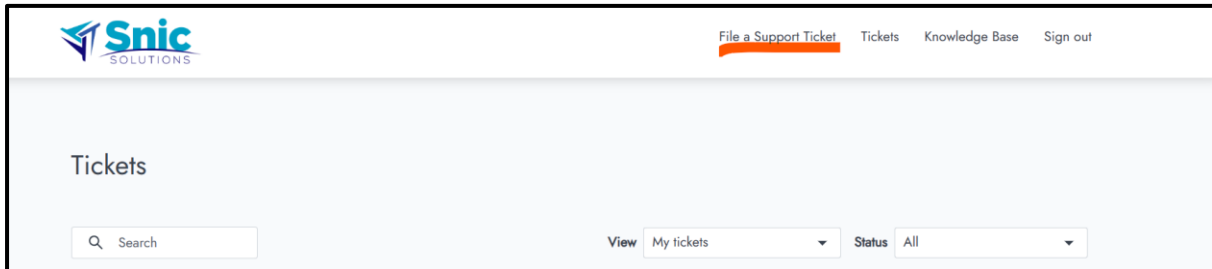 Snic
SOLUTIONS
File a Support Ticket Tickets Knowledge Base Sign out
Tickets
Search View My tickets Status All